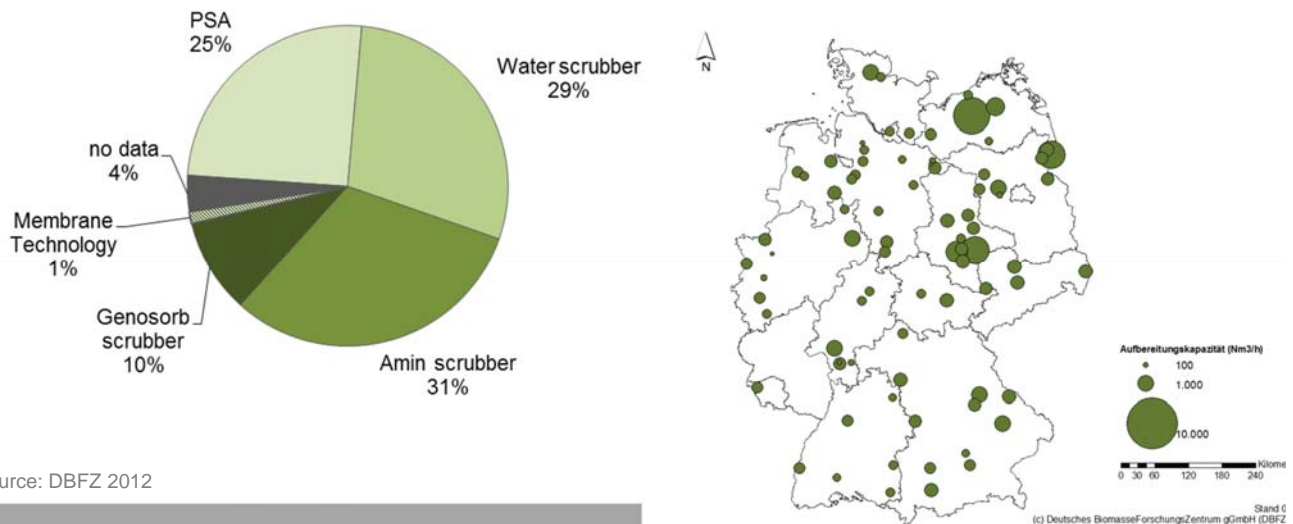 PSA
25%
Water scrubber
29%
no data
4%
Membrane
Technology
1%
Genosorb
scrubber
10%
Amin scrubber
31%
urce: DBFZ 2012
N
Aufbereitungskapazität (Nm3/h)
100
1.000
10.000
Kilome
0 30 60 120 180 240
Stand 0
(c) Deutsches BiomasseForschungsZentrum gGmbH (DBFZ